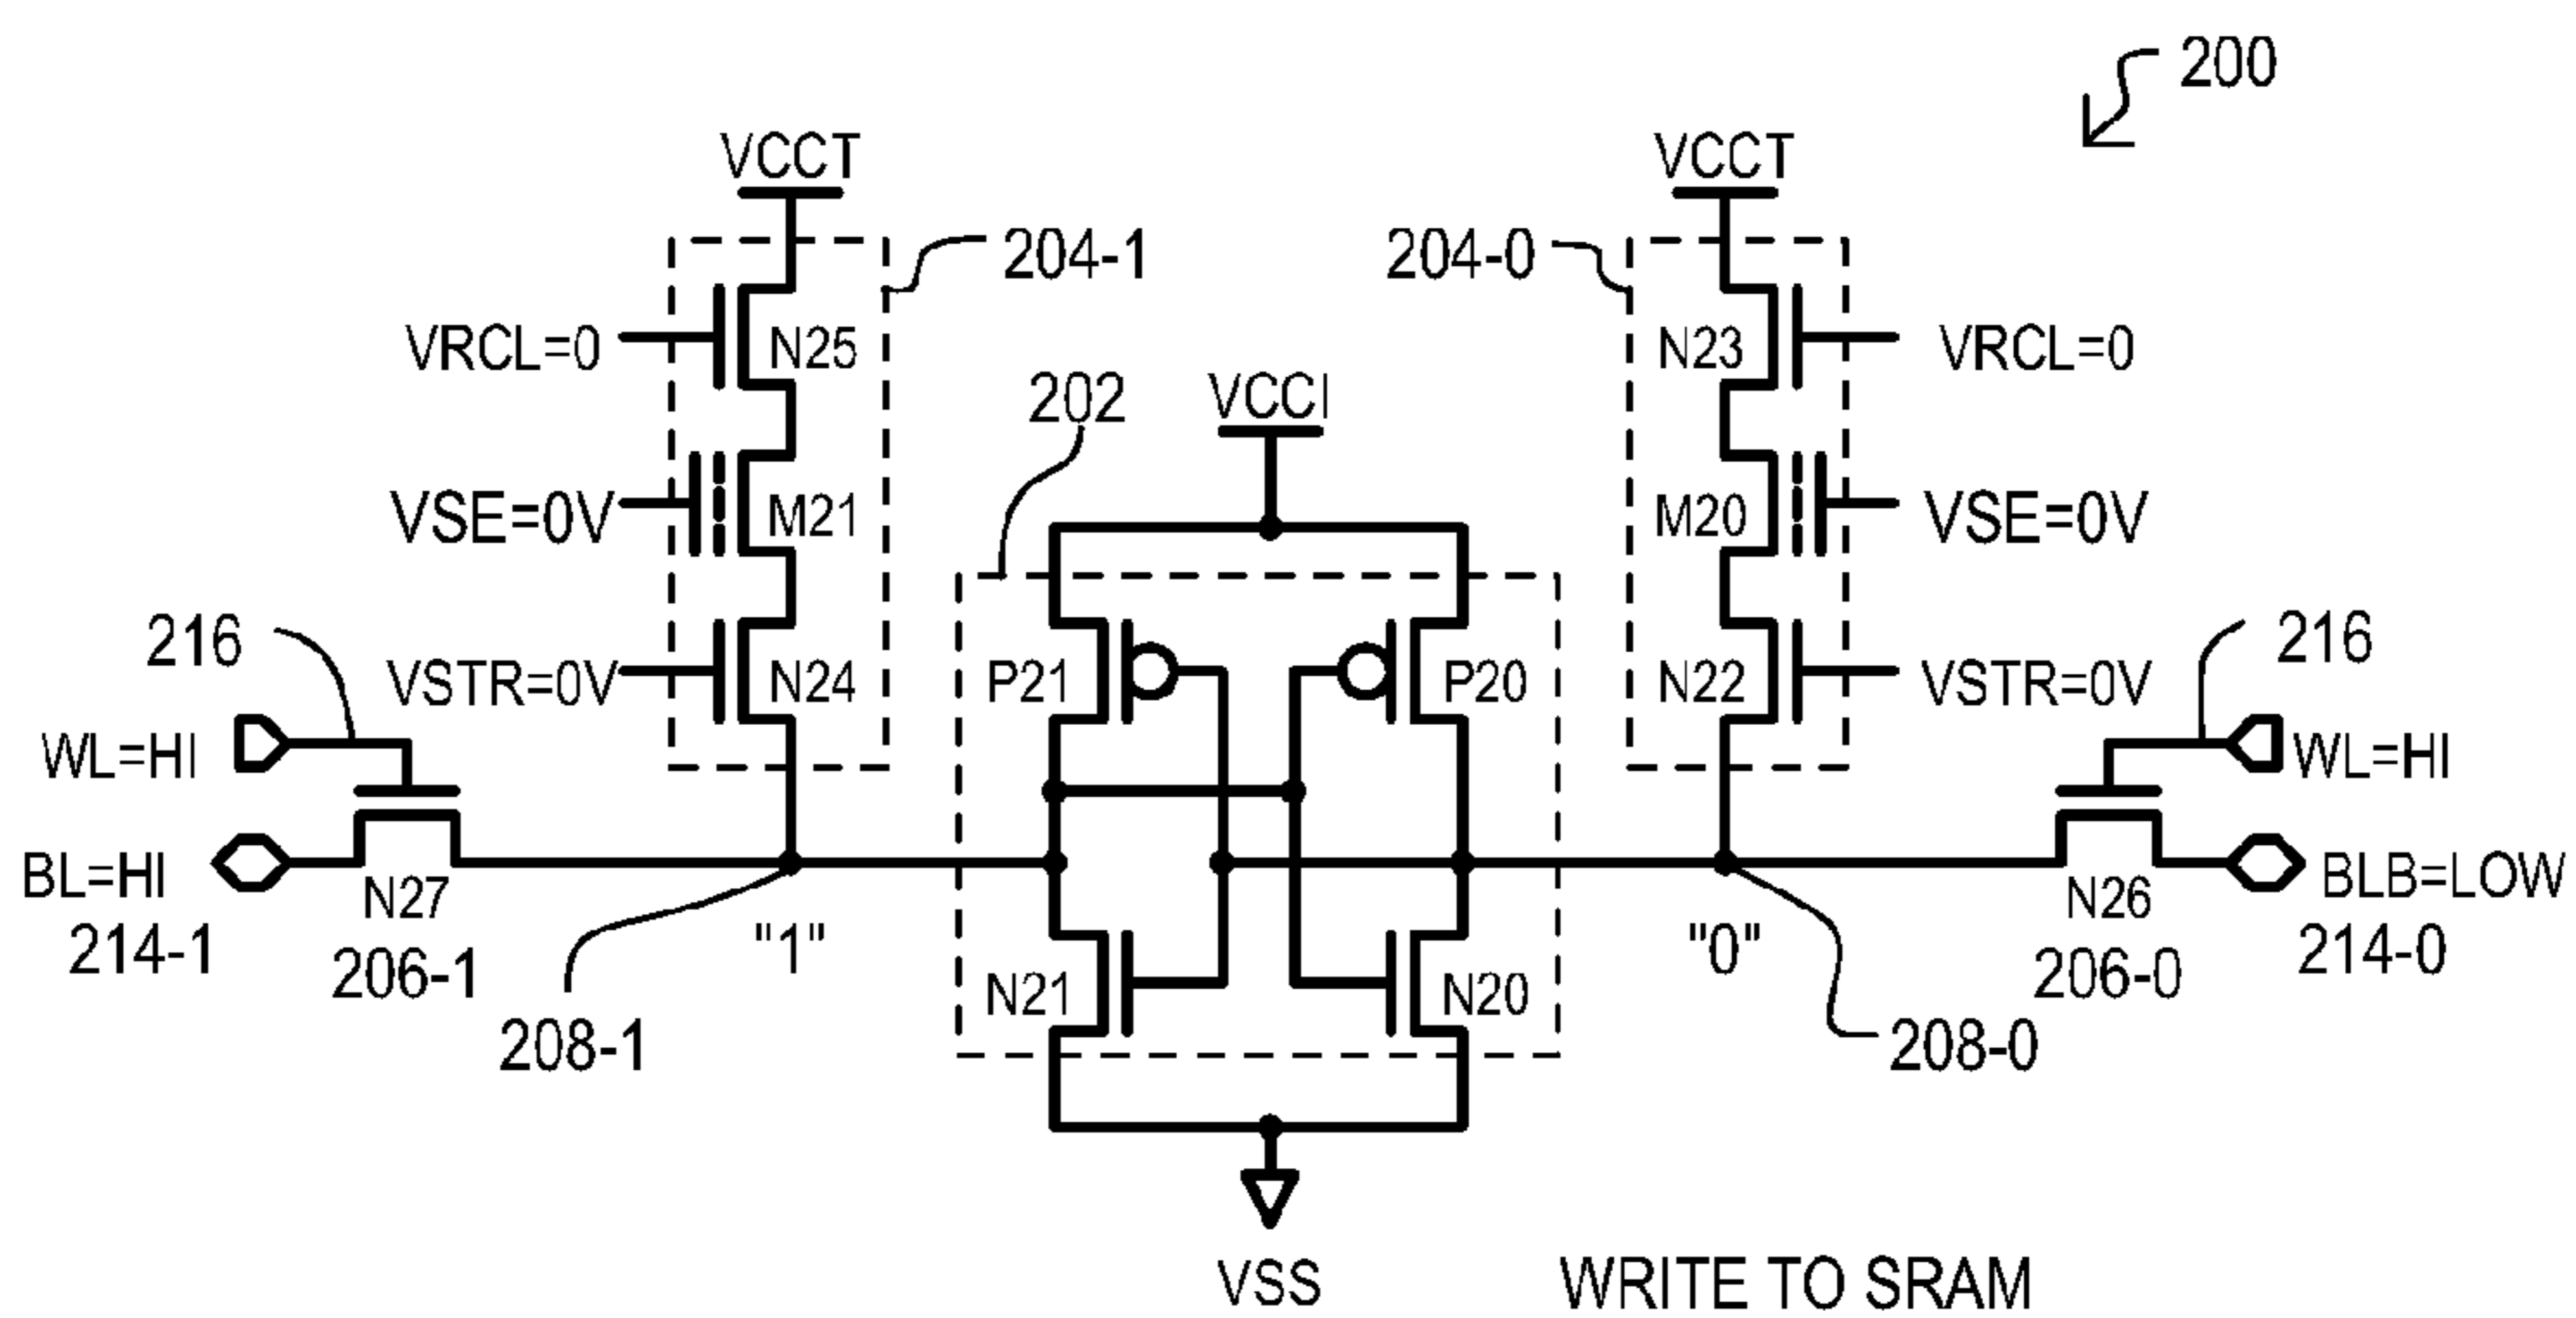 200
VCCT
VCCT
204-1
204-0
VRCL=0
N25
N23
VRCL=0
202
VCCI
VSE=0V
M21
M20
VSE=0V
216
216
VSTR=0V
N24
P21
P20
N22
VSTR=0V
WL=HI
WL=HI
BL=HI
N27
N26
BLB=LOW
214-1
206-1
"1"
N21
N20
"0"
206-0
214-0
208-1
208-0
VSS
WRITE TO SRAM